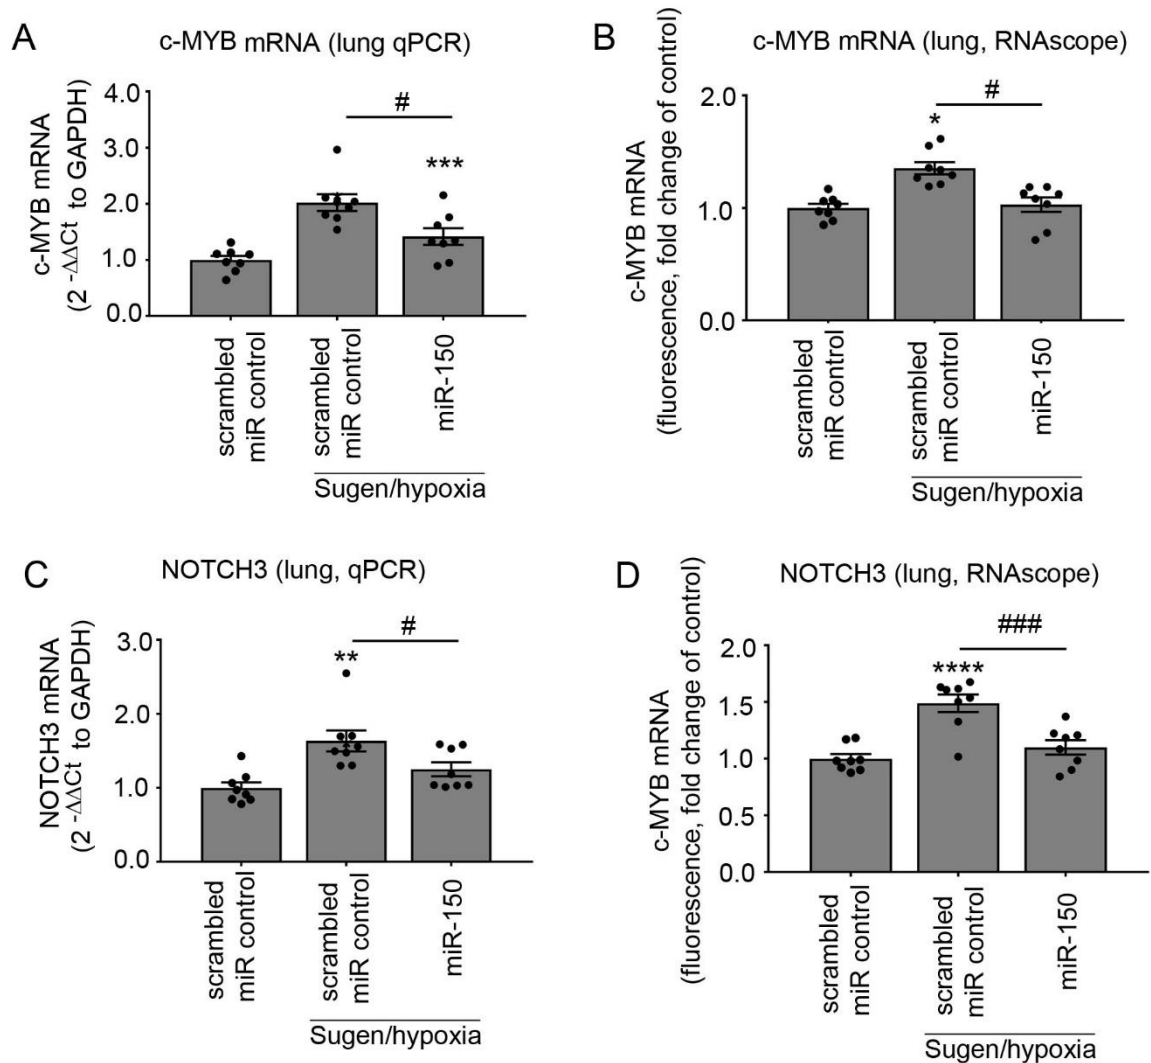 A
c-MYB mRNA (lung qPCR)
c-MYB mRNA
(2 -ΔΔCt to GAPDH)
4.0
3.0
2.0
1.0
0.0
#
***
scrambled
miR control
scrambled
miR control
miR-150
Sugen/hypoxia
B
c-MYB mRNA (lung, RNAscope)
c-MYB mRNA
(fluorescence, fold change of control)
2.0
1.0
0.0
*
#
scrambled
miR control
scrambled
miR control
miR-150
Sugen/hypoxia
C
NOTCH3 (lung, qPCR)
NOTCH3 mRNA
(2 -ΔΔCt to GAPDH)
3.0
2.0
1.0
0.0
**
#
scrambled
miR control
scrambled
miR control
miR-150
Sugen/hypoxia
D
NOTCH3 (lung, RNAscope)
c-MYB mRNA
(fluorescence, fold change of control)
2.0
1.5
1.0
0.5
0.0
****
###
scrambled
miR control
scrambled
miR control
miR-150
Sugen/hypoxia